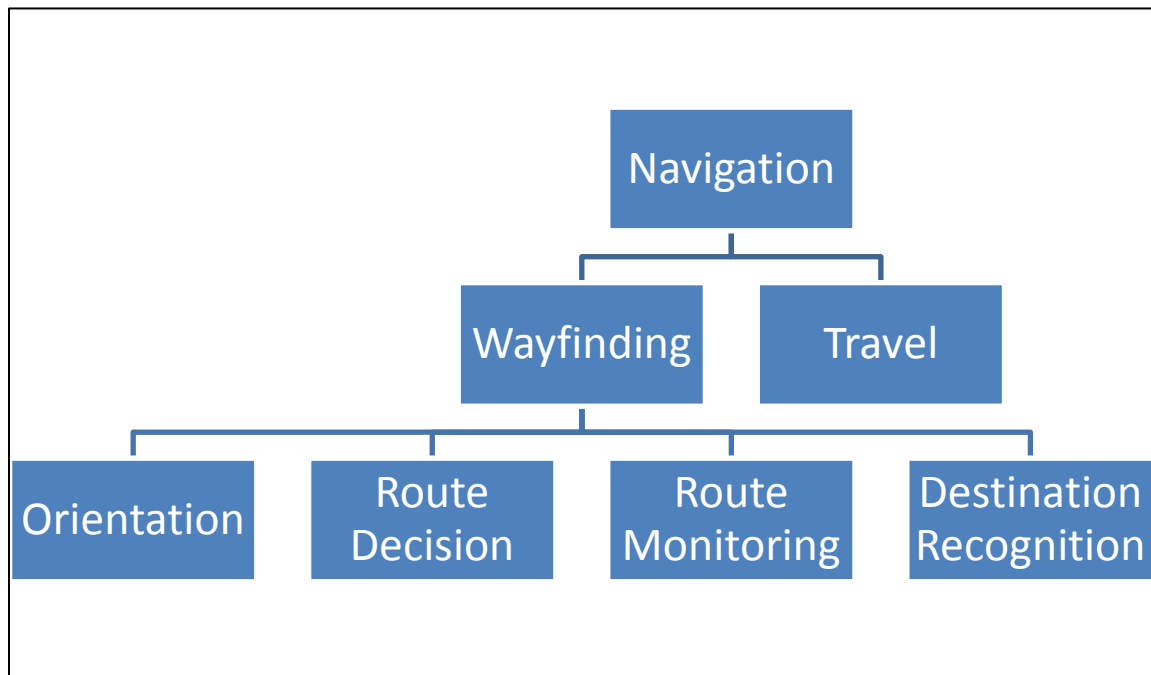 Navigation
Wayfinding
Travel
Orientation
Route
Decision
Route
Monitoring
Destination
Recognition